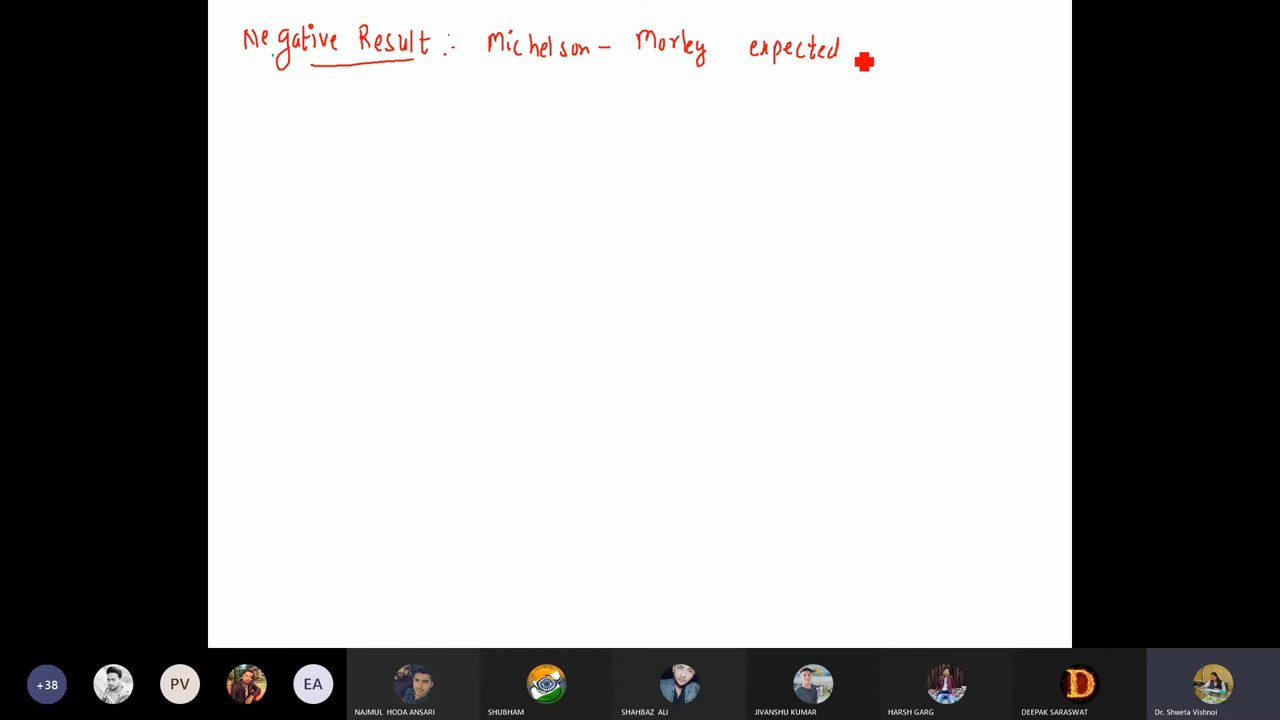 Negative Result :- Michelson - Morley expected
+38
PV
EA
NAJMUL HODA ANSARI
SHUBHAM
SHAHBAZ ALI
JIVANSHU KUMAR
HARSH GARG
D
DEEPAK SARASWAT
Dr. Shweta Vishnoi